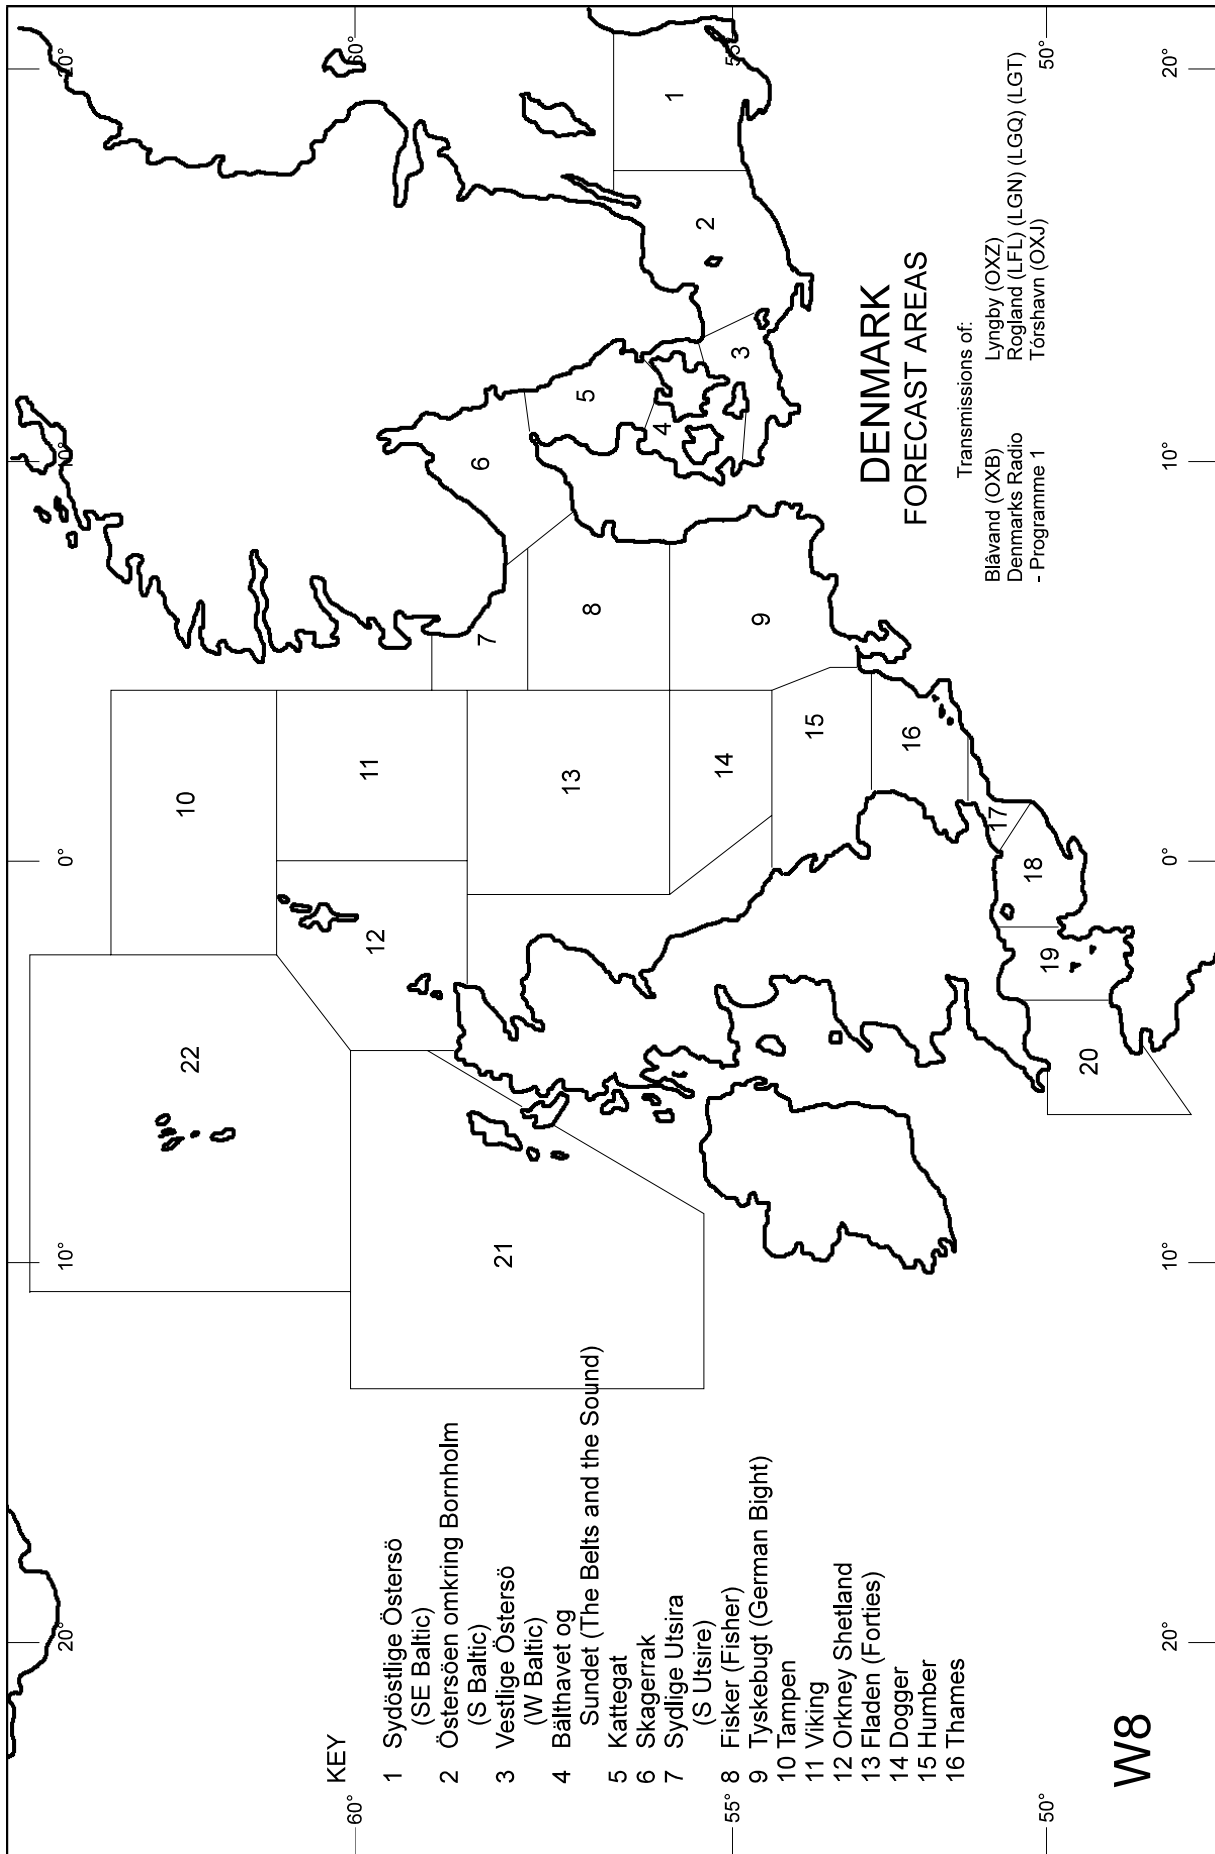 DENMARK
FORECAST AREAS
Transmissions of:
Blåvand (OXB)
Denmarks Radio
- Programme 1
Lyngby (OXZ)
Rogland (LFL) (LGN) (LGQ) (LGT)
Tórshavn (OXJ)
KEY
1 Sydöstlige Östersö
(SE Baltic)
2 Östersöen omkring Bornholm
(S Baltic)
3 Vestlige Östersö
(W Baltic)
4 Bälthavet og
Sundet (The Belts and the Sound)
5 Kattegat
6 Skagerrak
7 Sydlige Utsira
(S Utsire)
8 Fisker (Fisher)
9 Tyskebugt (German Bight)
10 Tampen
11 Viking
12 Orkney Shetland
13 Fladen (Forties)
14 Dogger
15 Humber
16 Thames
W8
20°
10°
0°
10°
20°
60°
55°
50°
60°
55°
50°
20°
10°
0°
10°
20°
1
2
3
4
5
6
7
8
9
10
11
12
13
14
15
16
17
18
19
20
21
22